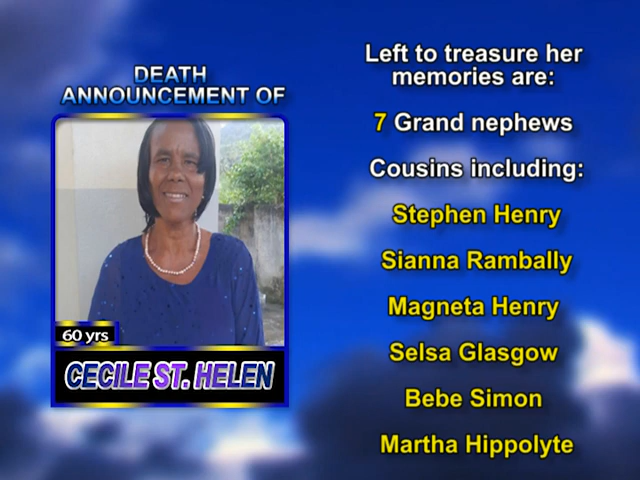 DEATH
ANNOUNCEMENT OF
60 yrs
CECILE ST. HELEN
Left to treasure her
memories are:
7 Grand nephews
Cousins including:
Stephen Henry
Sianna Rambally
Magneta Henry
Selsa Glasgow
Bebe Simon
Martha Hippolyte